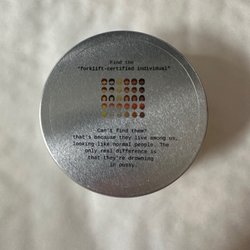 Find the
"forklift-certified individual"
Can't find them?
that's because they like among us,
looking like normal people. The
only real difference is
that they're drowning
in pussy.